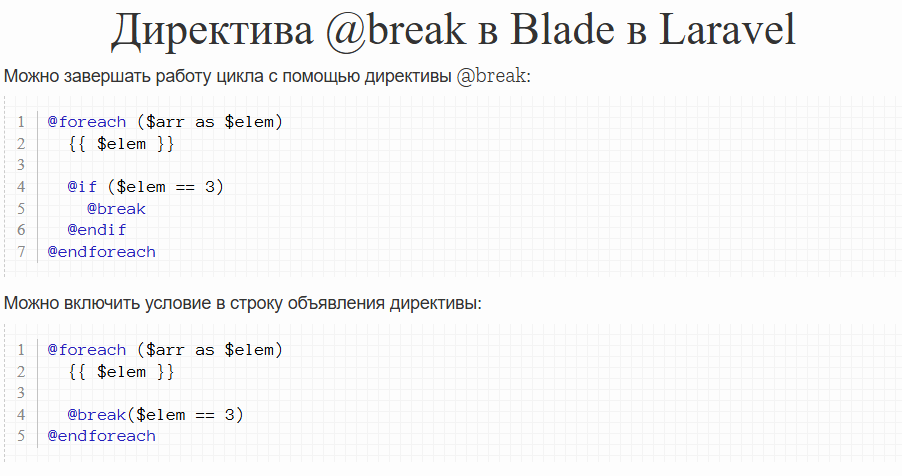 Директива @break в Blade в Laravel
Можно завершать работу цикла с помощью директивы @break:
1 @foreach ($arr as $elem)
2   {{ $elem }}
3
4   @if ($elem == 3)
5     @break
6   @endif
7 @endforeach
Можно включить условие в строку объявления директивы:
1 @foreach ($arr as $elem)
2   {{ $elem }}
3
4   @break($elem == 3)
5 @endforeach